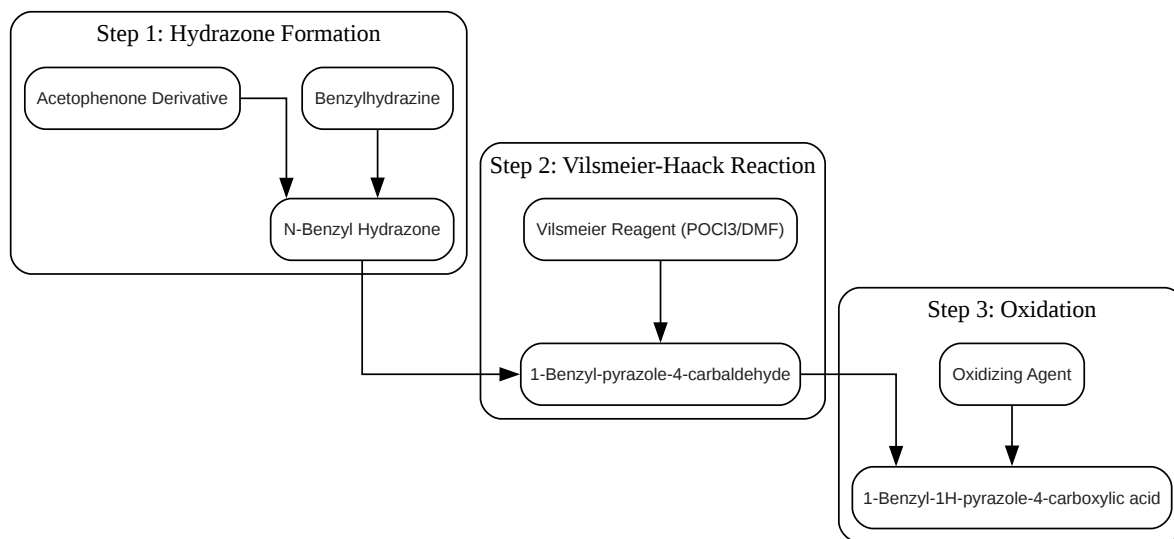 Step 1: Hydrazone Formation
Acetophenone Derivative
Benzylhydrazine
N-Benzyl Hydrazone
Step 2: Vilsmeier-Haack Reaction
Vilsmeier Reagent (POCl3/DMF)
1-Benzyl-pyrazole-4-carbaldehyde
Step 3: Oxidation
Oxidizing Agent
1-Benzyl-1H-pyrazole-4-carboxylic acid